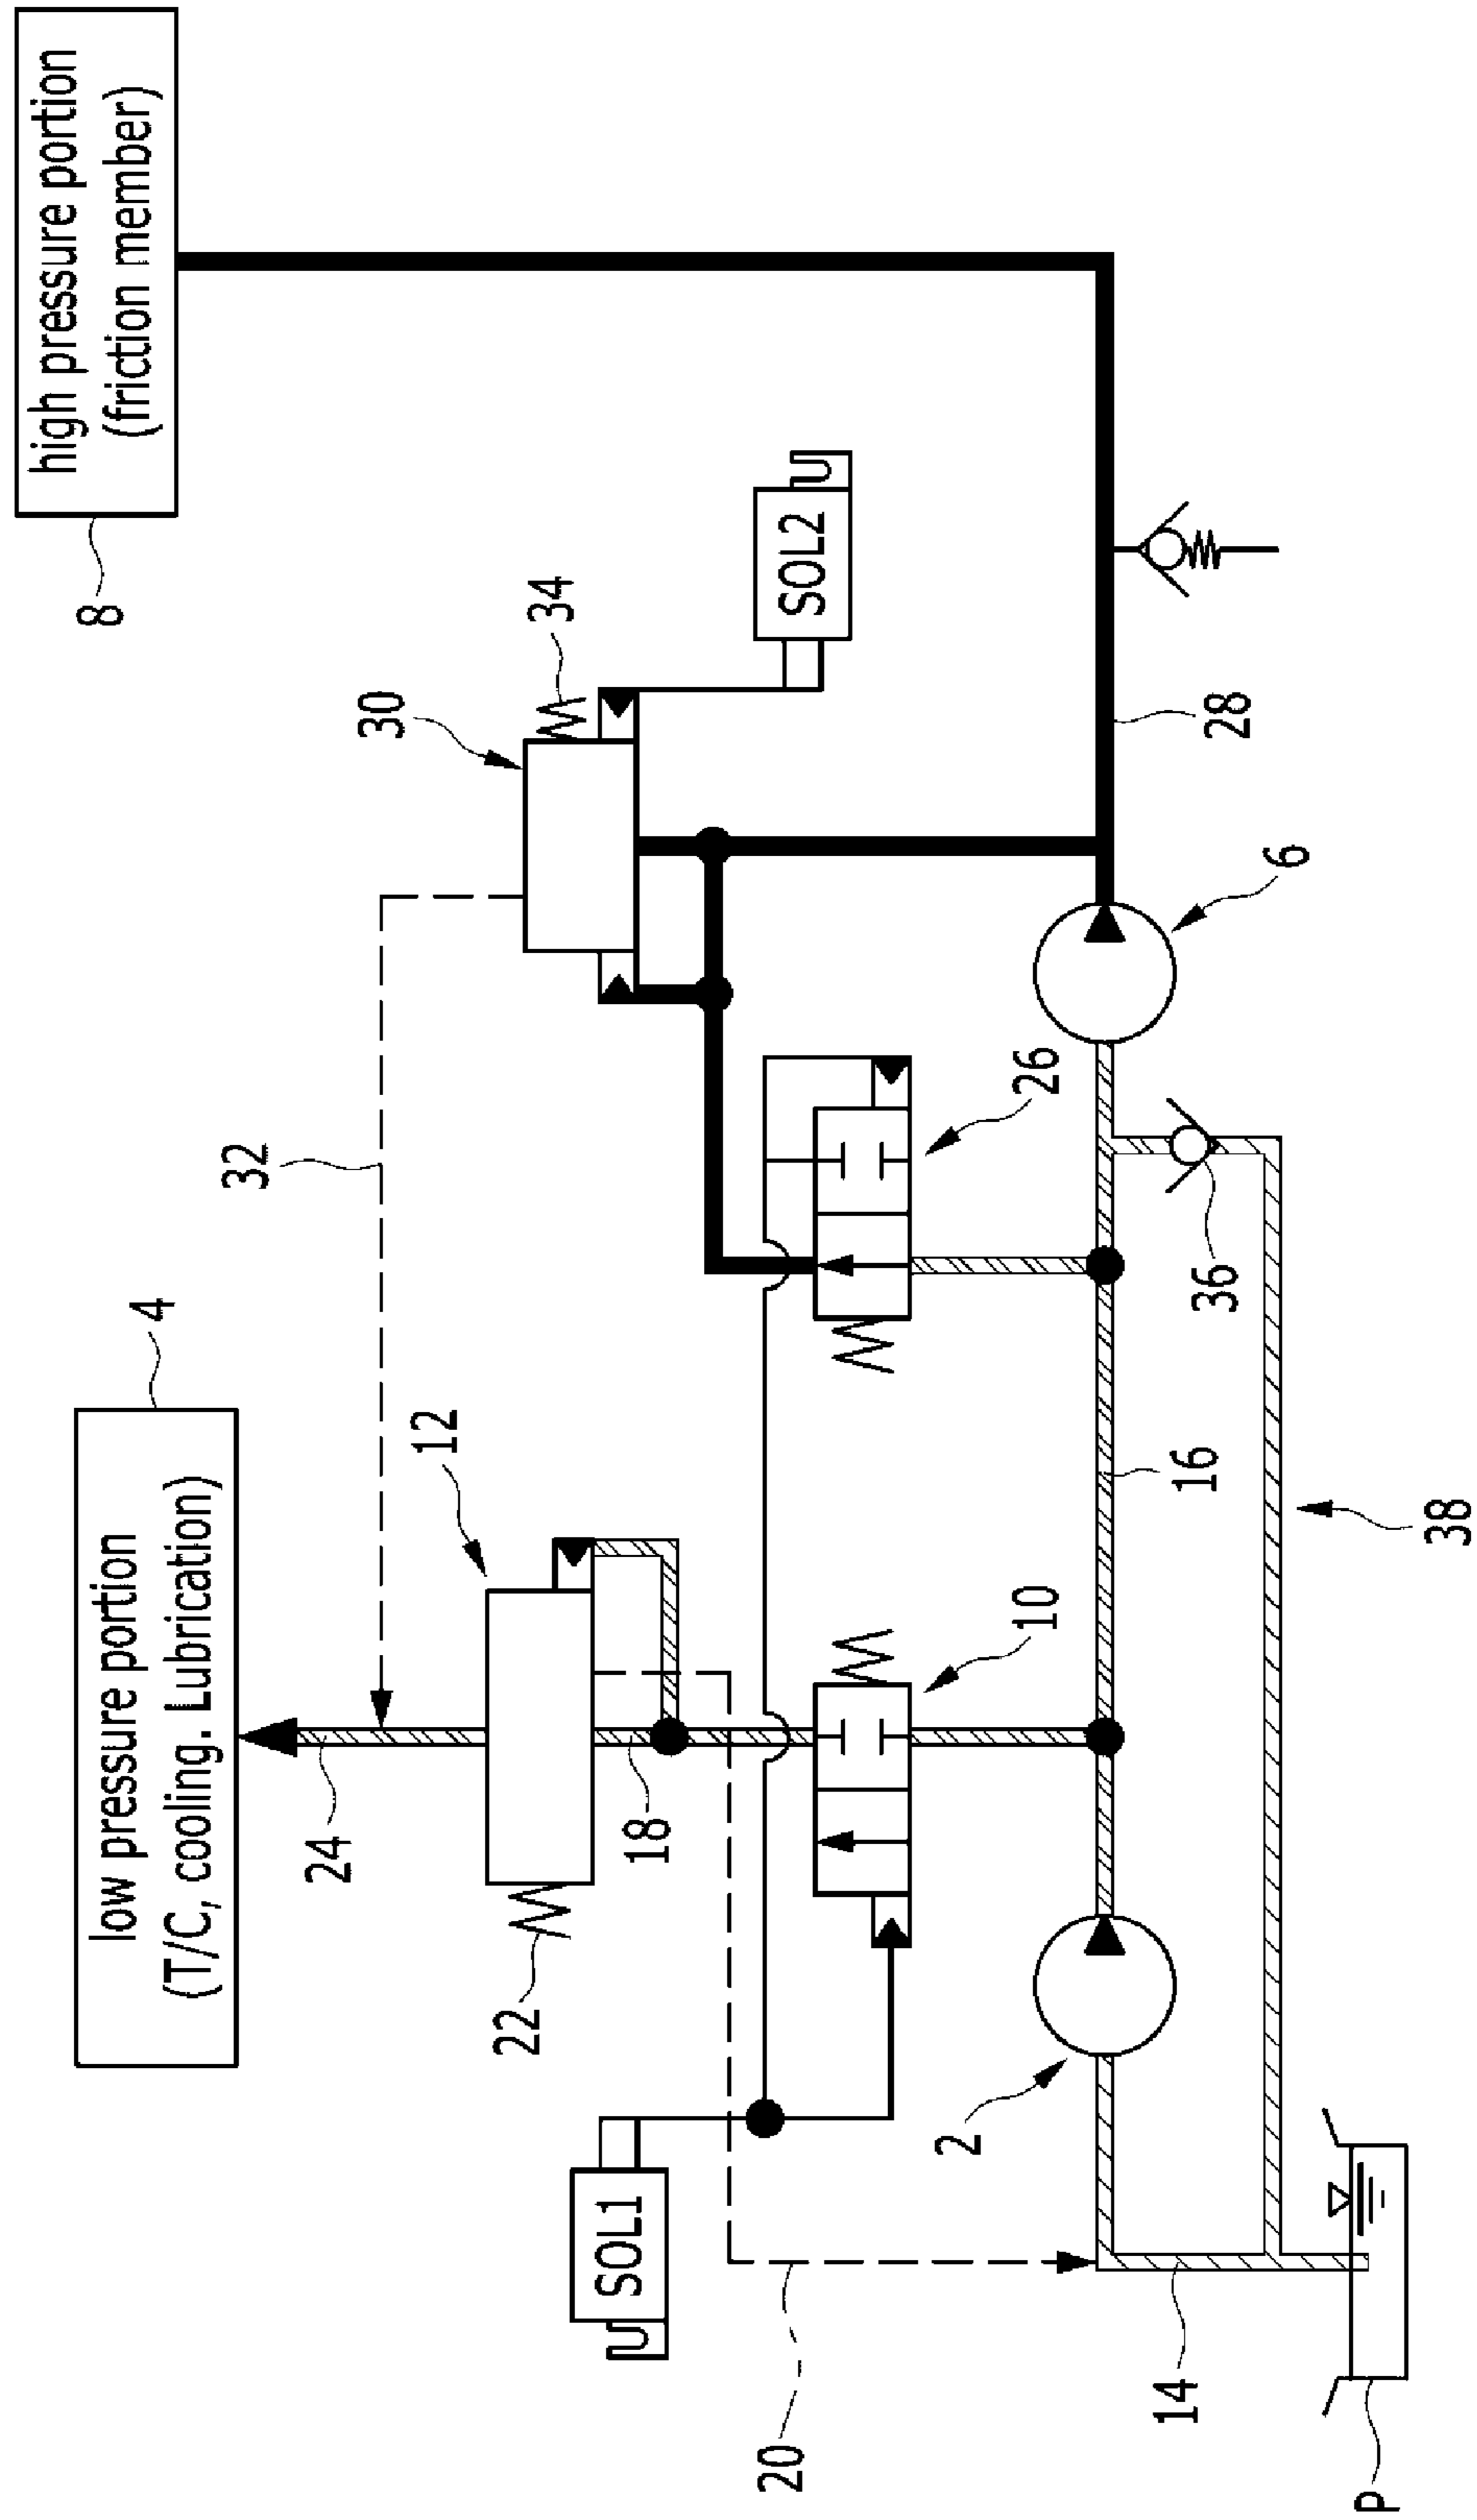 low pressure portion
(T/C, cooling. Lubrication)
4
high pressure portion
(friction member)
8
32
24
12
30
34
22
18
SOL1
SOL2
10
26
2
6
20
14
16
36
28
38
P